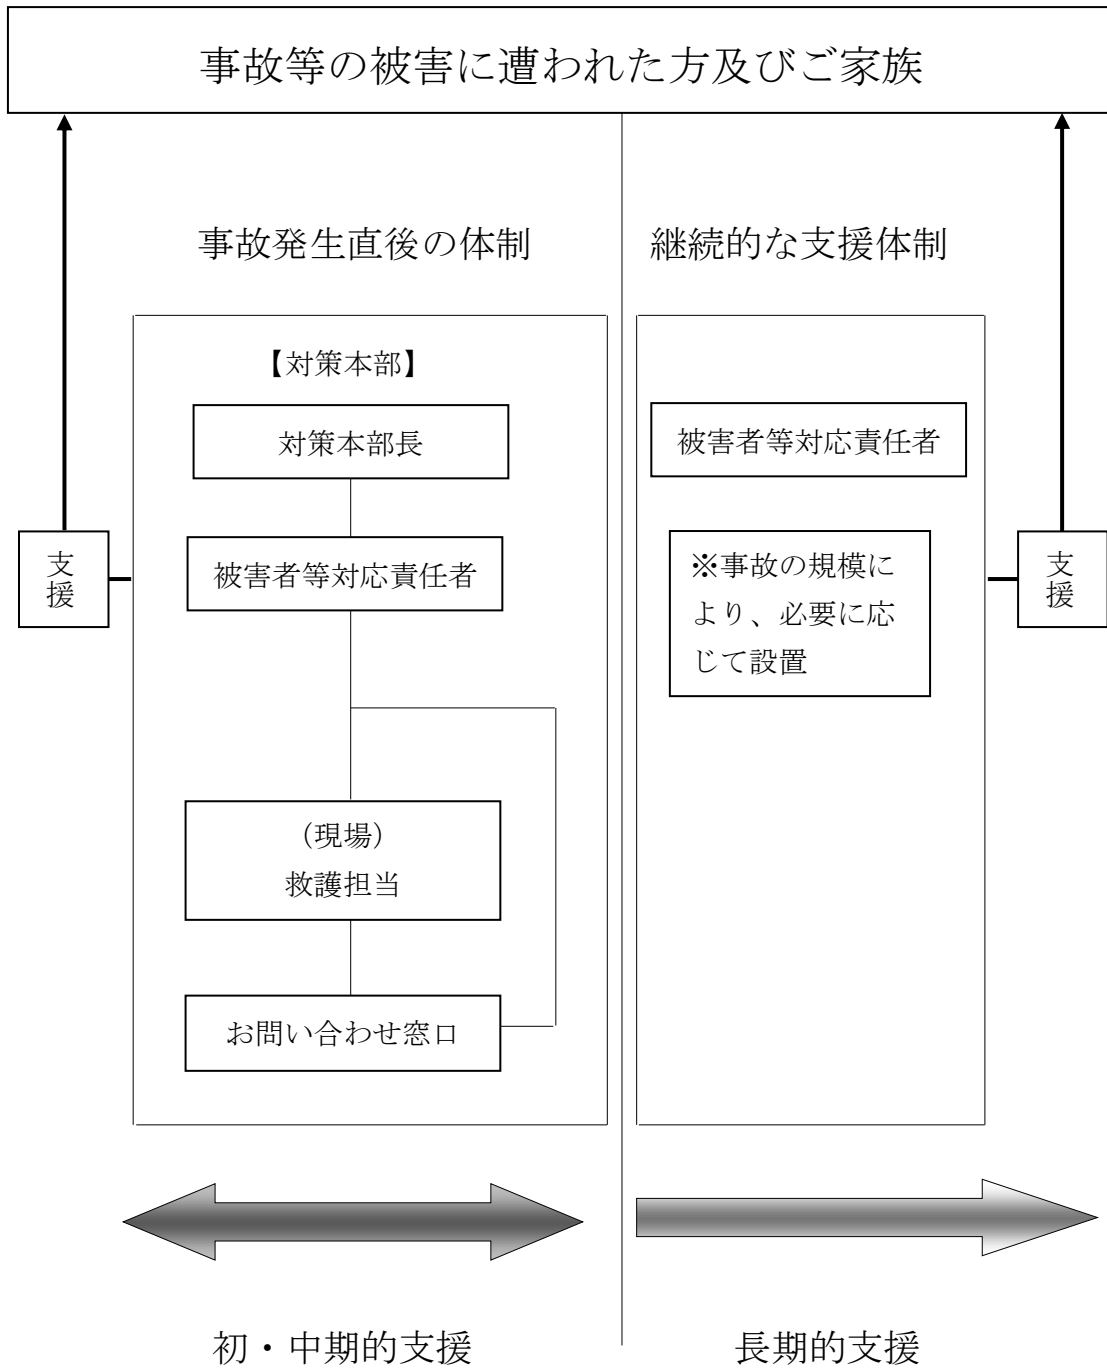 事故等の被害に遭われた方及びご家族
事故発生直後の体制
継続的な支援体制
【対策本部】
対策本部長
被害者等対応責任者
(現場)
救護担当
お問い合わせ窓口
支
援
被害者等対応責任者
※事故の規模に
より、必要に応
じて設置
支
援
初・中期的支援
長期的支援